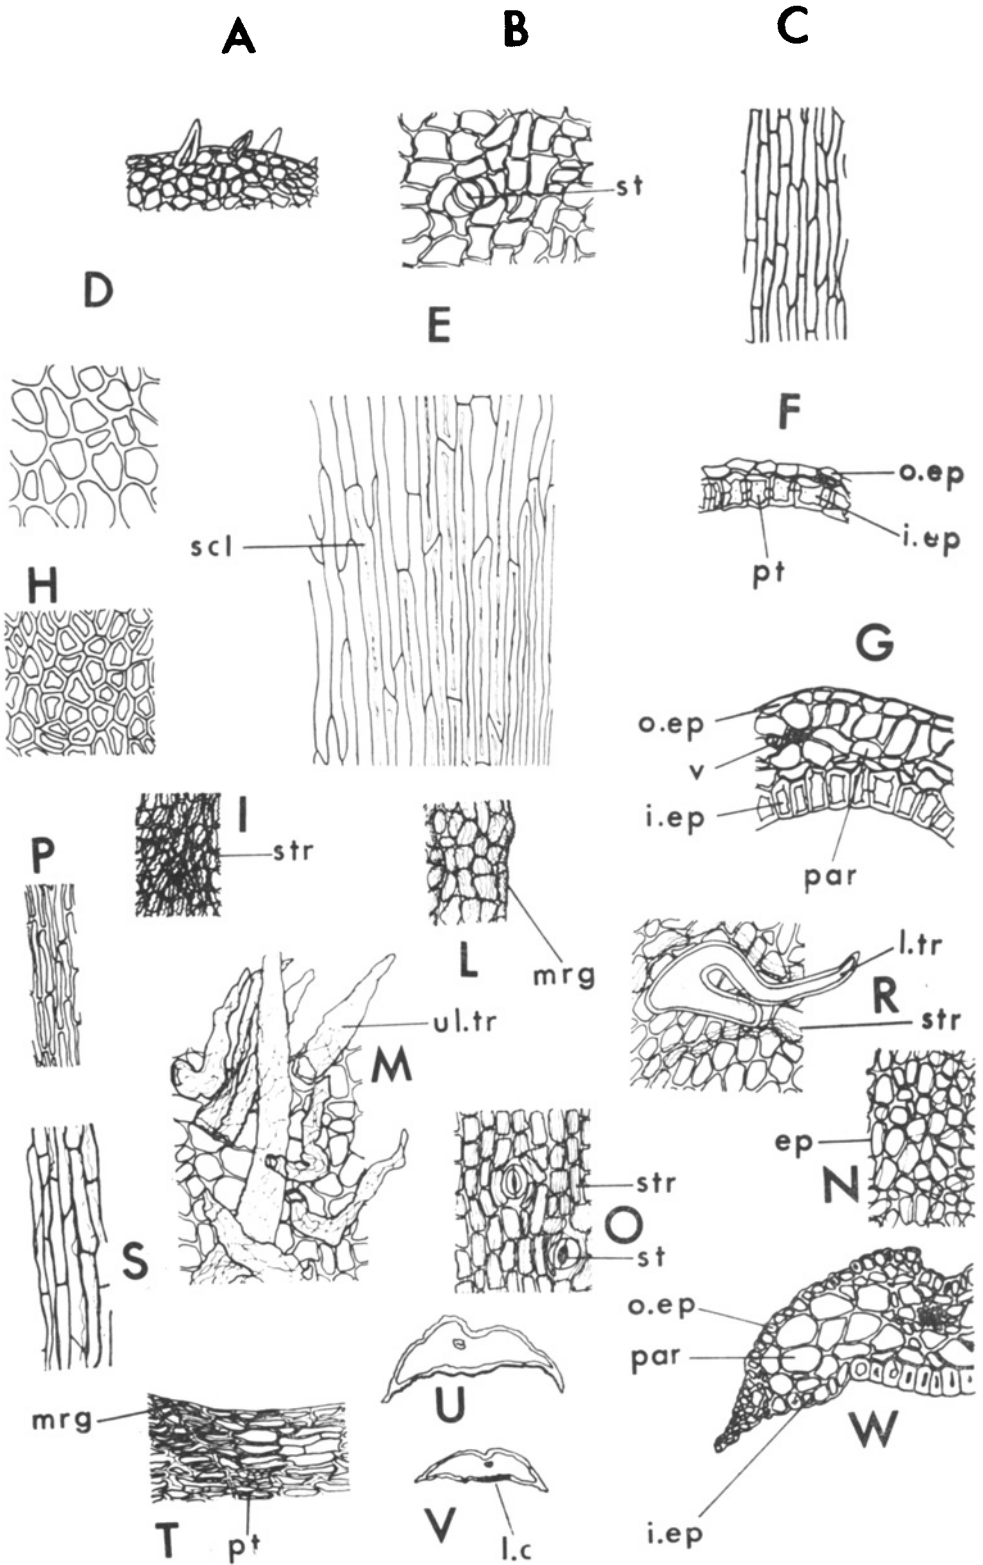 A
B
C
st
D
E
F
o.ep
scl
i.ep
pt
H
G
o.ep
v
i.ep
I
P
str
par
L
mrg
l.tr
R
ul.tr
str
M
ep
N
str
O
S
st
o.ep
par
mrg
U
W
V
T
pt
l.c
i.ep